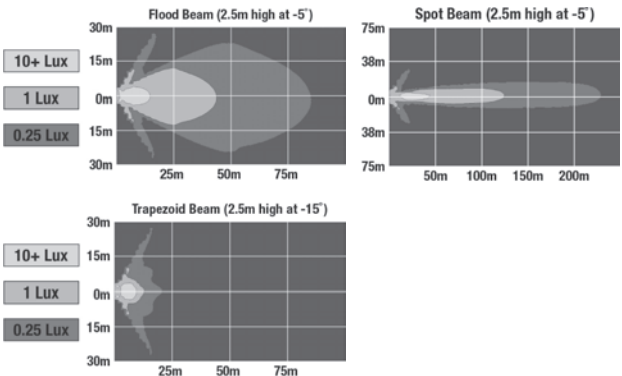 Flood Beam (2.5m high at -5˚)
30m
15m
0m
15m
30m
25m 50m 75m
10+ Lux
1 Lux
0.25 Lux
Spot Beam (2.5m high at -5˚)
75m
38m
0m
38m
75m
50m 100m 150m 200m
Trapezoid Beam (2.5m high at -15˚)
30m
15m
0m
15m
30m
25m 50m 75m
10+ Lux
1 Lux
0.25 Lux